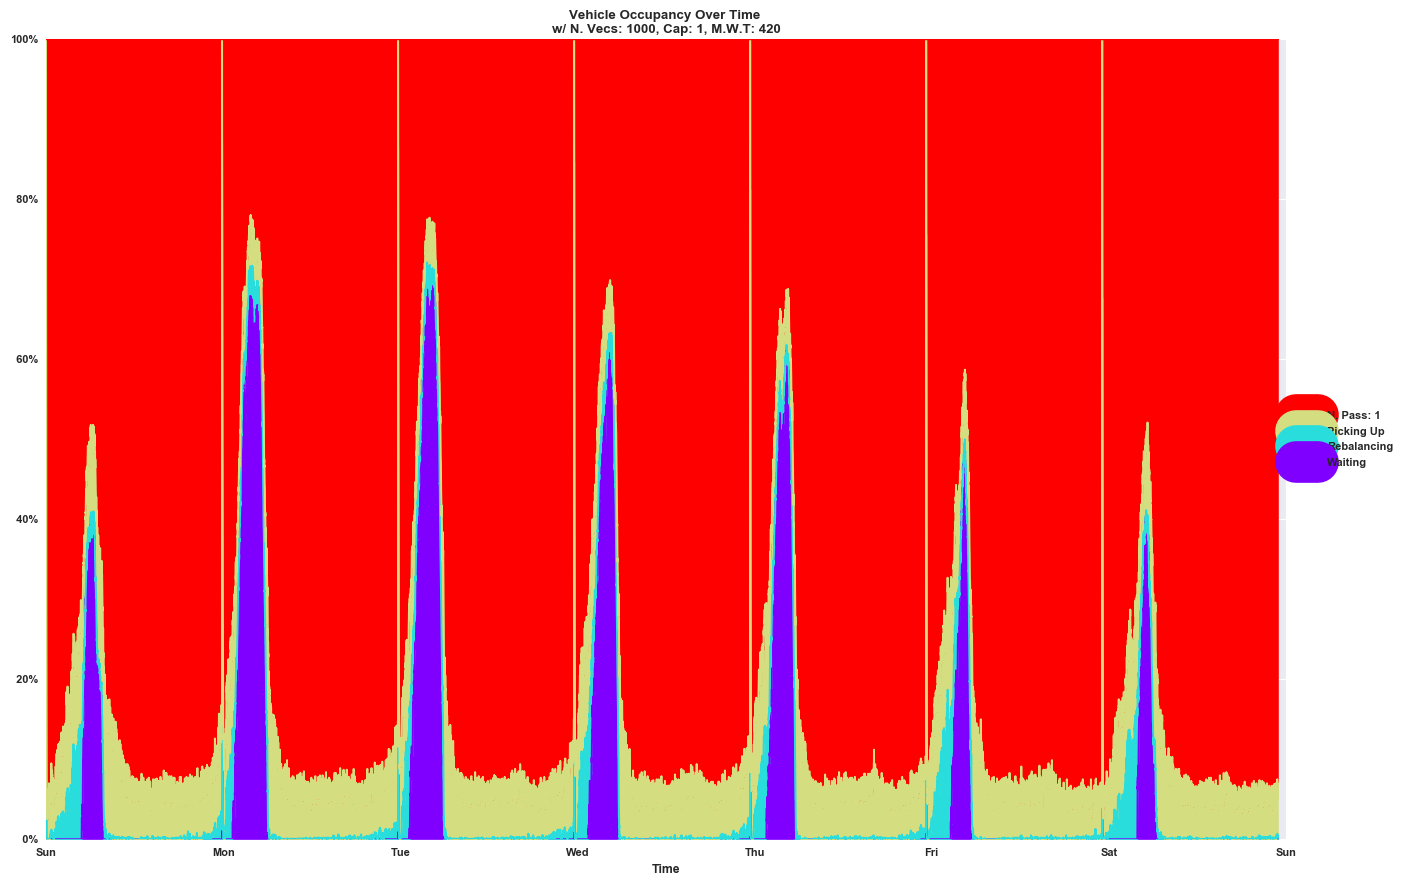 Vehicle Occupancy Over Time
w/ N. Vecs: 1000, Cap: 1, M.W.T: 420
100%
80%
60%
40%
20%
0%
Sun Mon Tue Wed Thu Fri Sat Sun
Time
Pass: 1
Picking Up
Rebalancing
Waiting